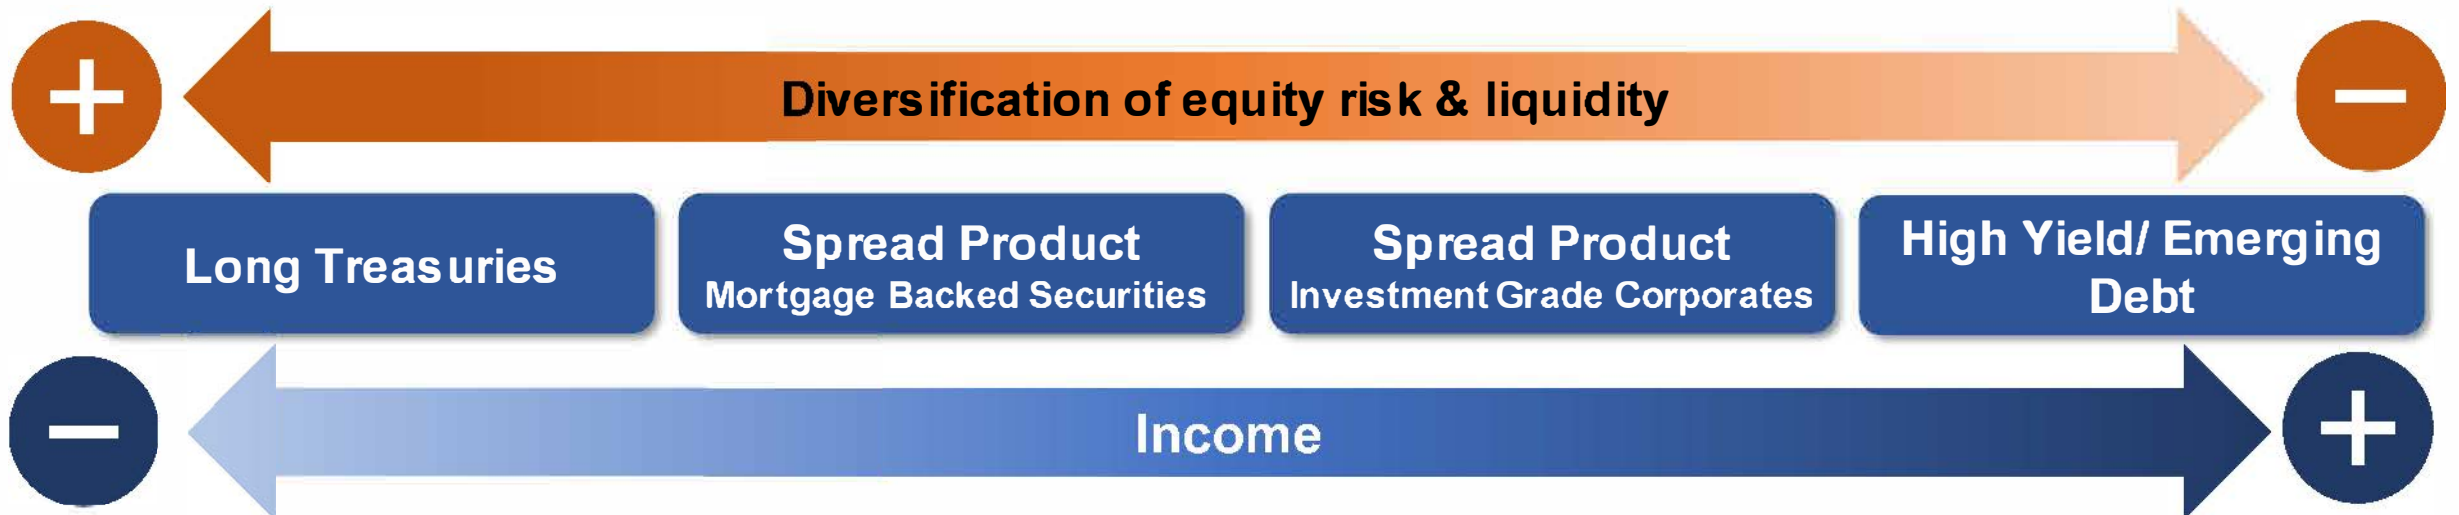 +
−
Diversification of equity risk & liquidity
Long Treasuries
Spread Product
Mortgage Backed Securities
Spread Product
Investment Grade Corporates
High Yield/ Emerging
Debt
−
Income
+